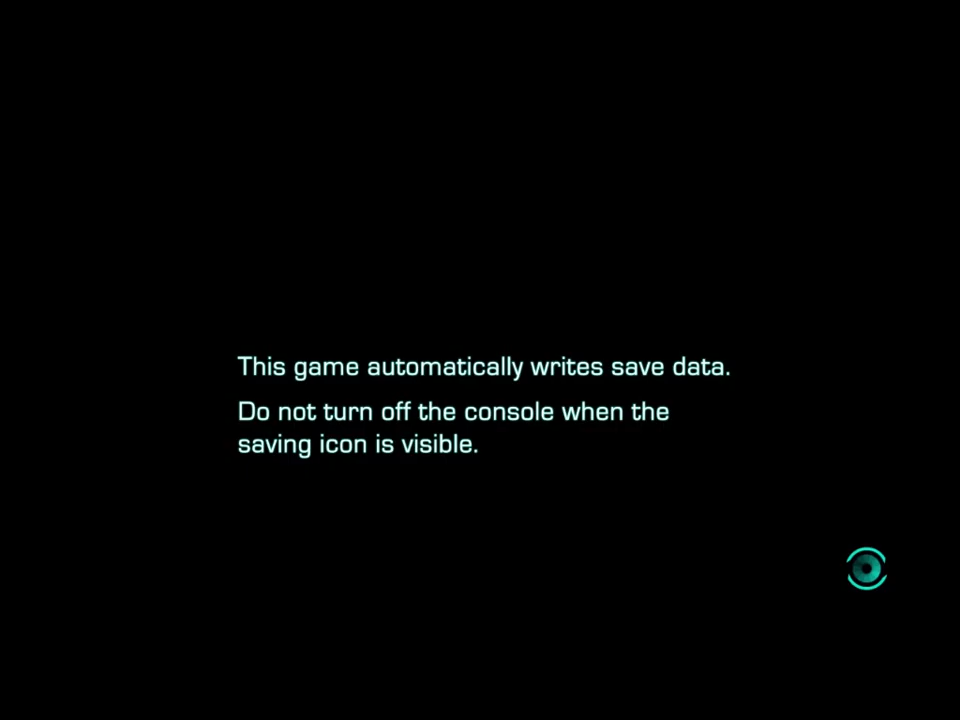 This game automatically writes save data.
Do not turn off the console when the
saving icon is visible.